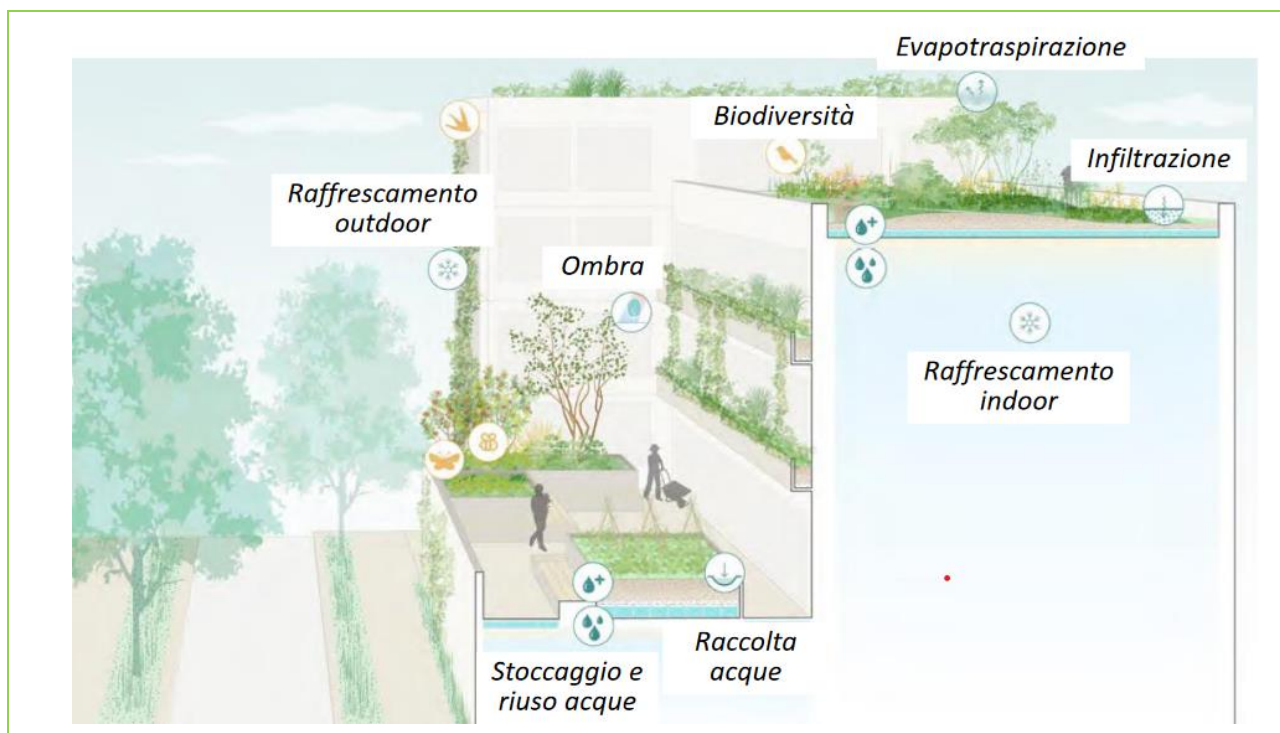 Evapotraspirazione
Biodiversità
Infiltrazione
Raffrescamento
outdoor
Ombra
Raffrescamento
indoor
Raccolta
acque
Stoccaggio e
riuso acque